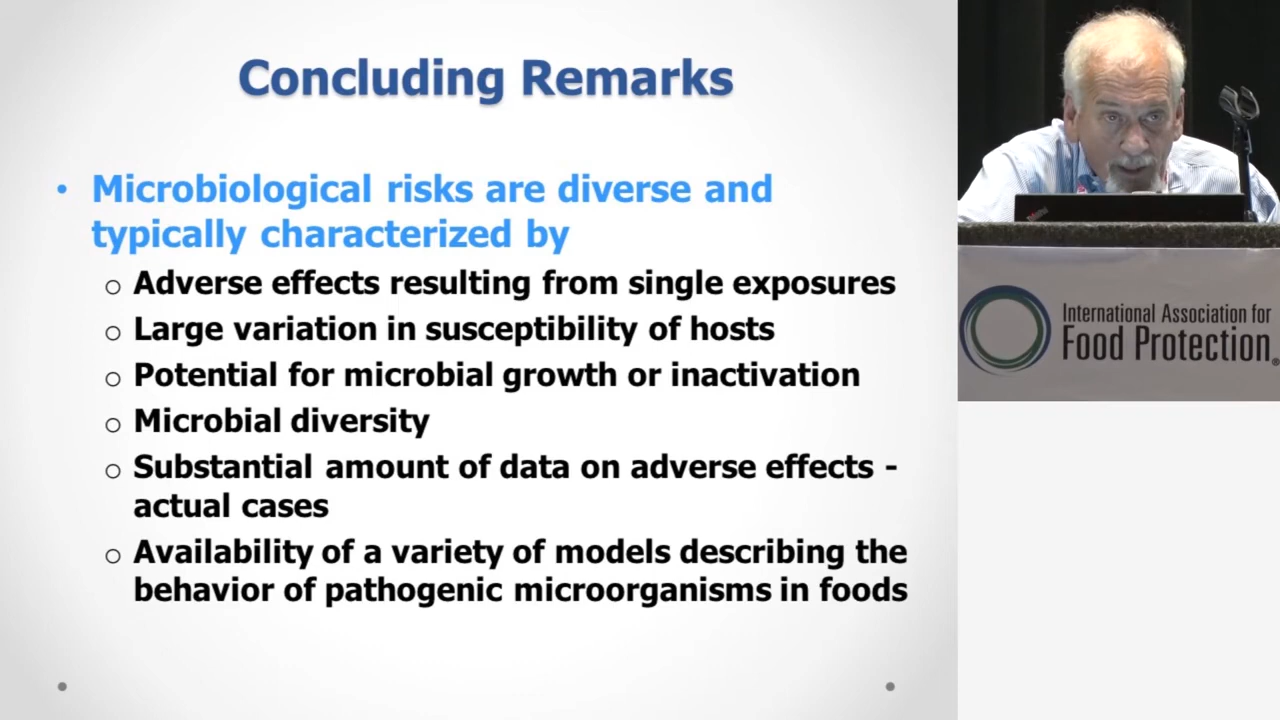 Concluding Remarks
• Microbiological risks are diverse and
typically characterized by
o Adverse effects resulting from single exposures
o Large variation in susceptibility of hosts
o Potential for microbial growth or inactivation
o Microbial diversity
o Substantial amount of data on adverse effects -
actual cases
o Availability of a variety of models describing the
behavior of pathogenic microorganisms in foods
International Association for
Food Protection®